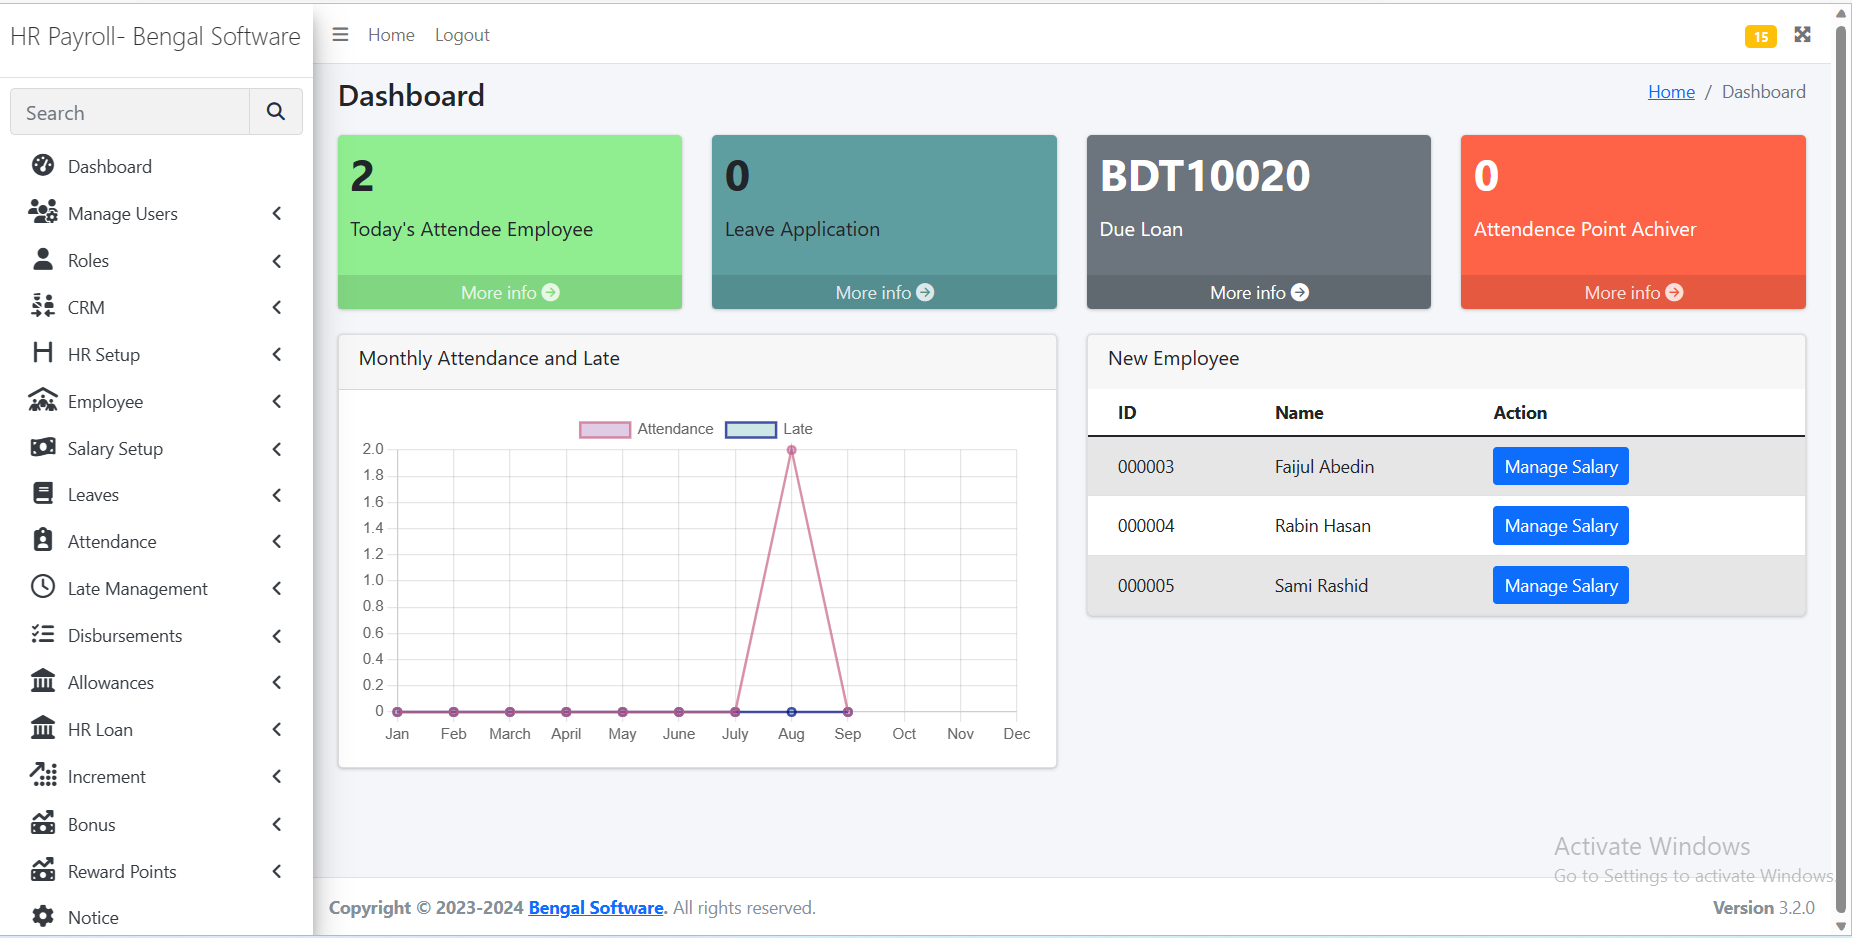 HR Payroll- Bengal Software
Home Logout
15
Search
Dashboard
Manage Users
Roles
CRM
HR Setup
Employee
Salary Setup
Leaves
Attendance
Late Management
Disbursements
Allowances
HR Loan
Increment
Bonus
Reward Points
Notice
Dashboard
Home / Dashboard
2
Today's Attendee Employee
More info
0
Leave Application
More info
BDT10020
Due Loan
More info
0
Attendence Point Achiver
More info
Monthly Attandance and Late
Attendance Late
2.0
1.8
1.6
1.4
1.2
1.0
0.8
0.6
0.4
0.2
0
Jan Feb March April May June July Aug Sep Oct Nov Dec
New Employee
ID Name Action
000003 Faijul Abedin Manage Salary
000004 Rabin Hasan Manage Salary
000005 Sami Rashid Manage Salary
Activate Windows
Go to Settings to activate Windows.
Copyright © 2023-2024 Bengal Software. All rights reserved.
Version 3.2.0